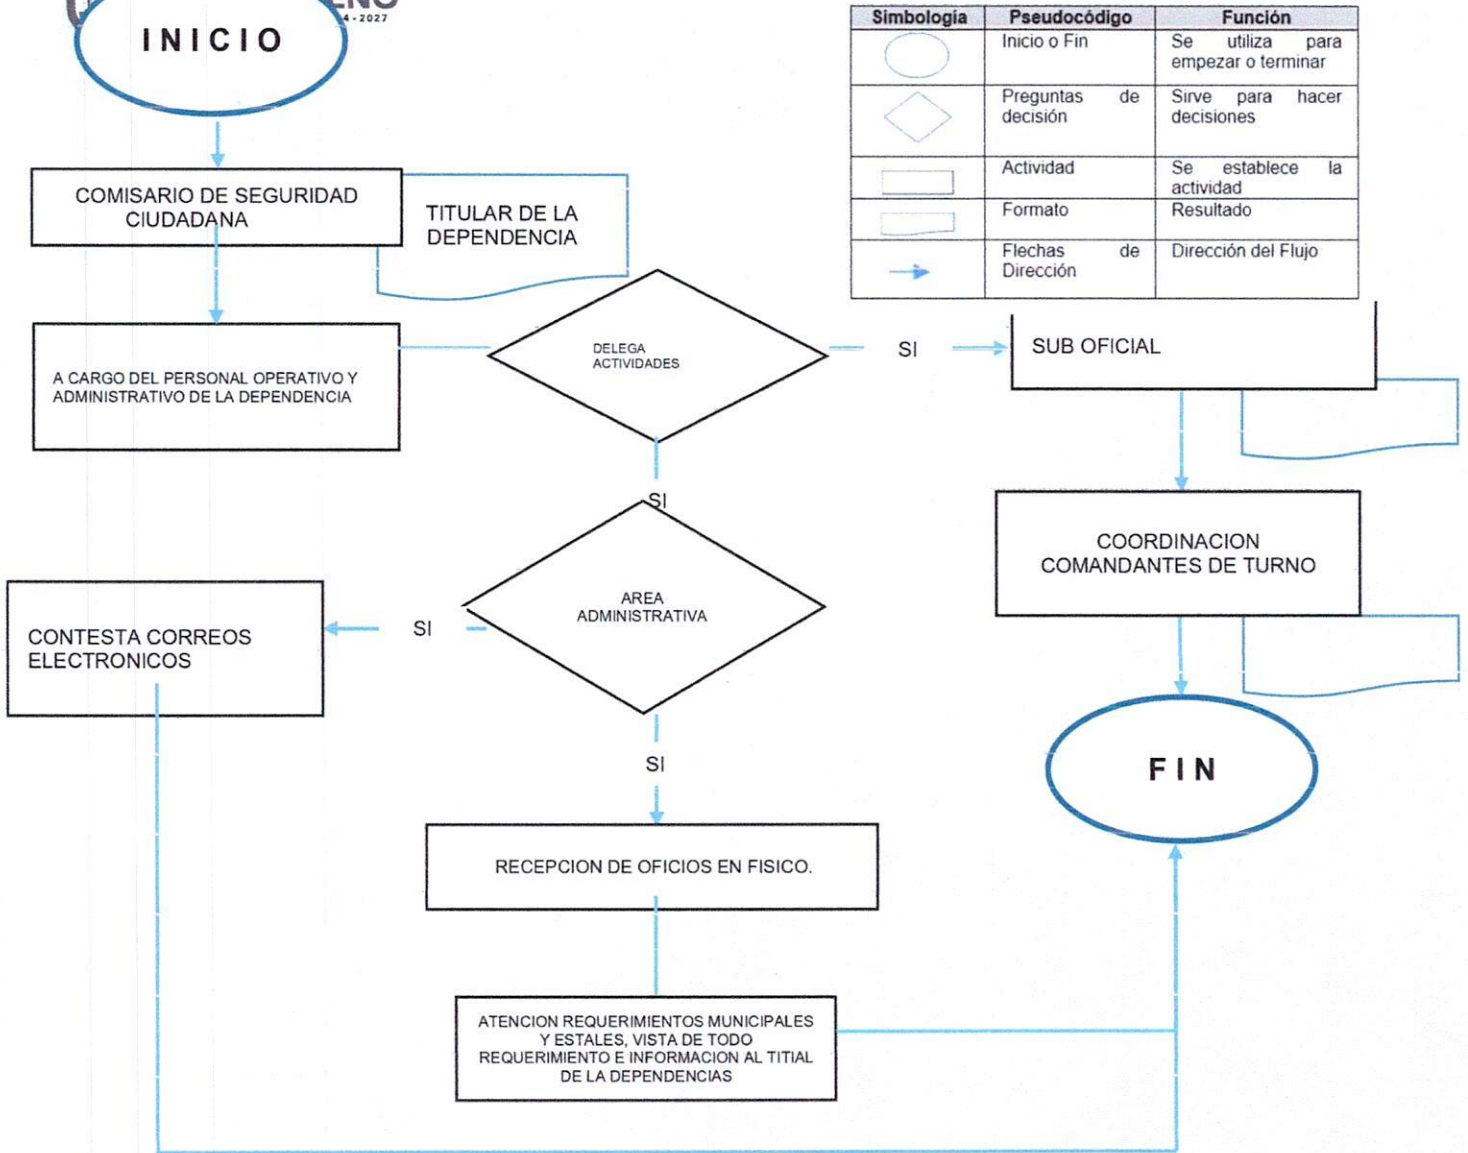 4 - 2027
I N I C I O
Simbología Pseudocódigo Función
Inicio o Fin Se utiliza para
empezar o terminar
Preguntas de Sirve para hacer
decisión decisiones
Actividad Se establece la
actividad
Formato Resultado
Flechas de Dirección del Flujo
Dirección
COMISARIO DE SEGURIDAD
CIUDADANA
TITULAR DE LA
DEPENDENCIA
A CARGO DEL PERSONAL OPERATIVO Y
ADMINISTRATIVO DE LA DEPENDENCIA
DELEGA
ACTIVIDADES
SI
SUB OFICIAL
SI
COORDINACION
COMANDANTES DE TURNO
AREA
ADMINISTRATIVA
SI
CONTESTA CORREOS
ELECTRONICOS
SI
F I N
RECEPCION DE OFICIOS EN FISICO.
ATENCION REQUERIMIENTOS MUNICIPALES
Y ESTALES, VISTA DE TODO
REQUERIMIENTO E INFORMACION AL TITIAL
DE LA DEPENDENCIAS